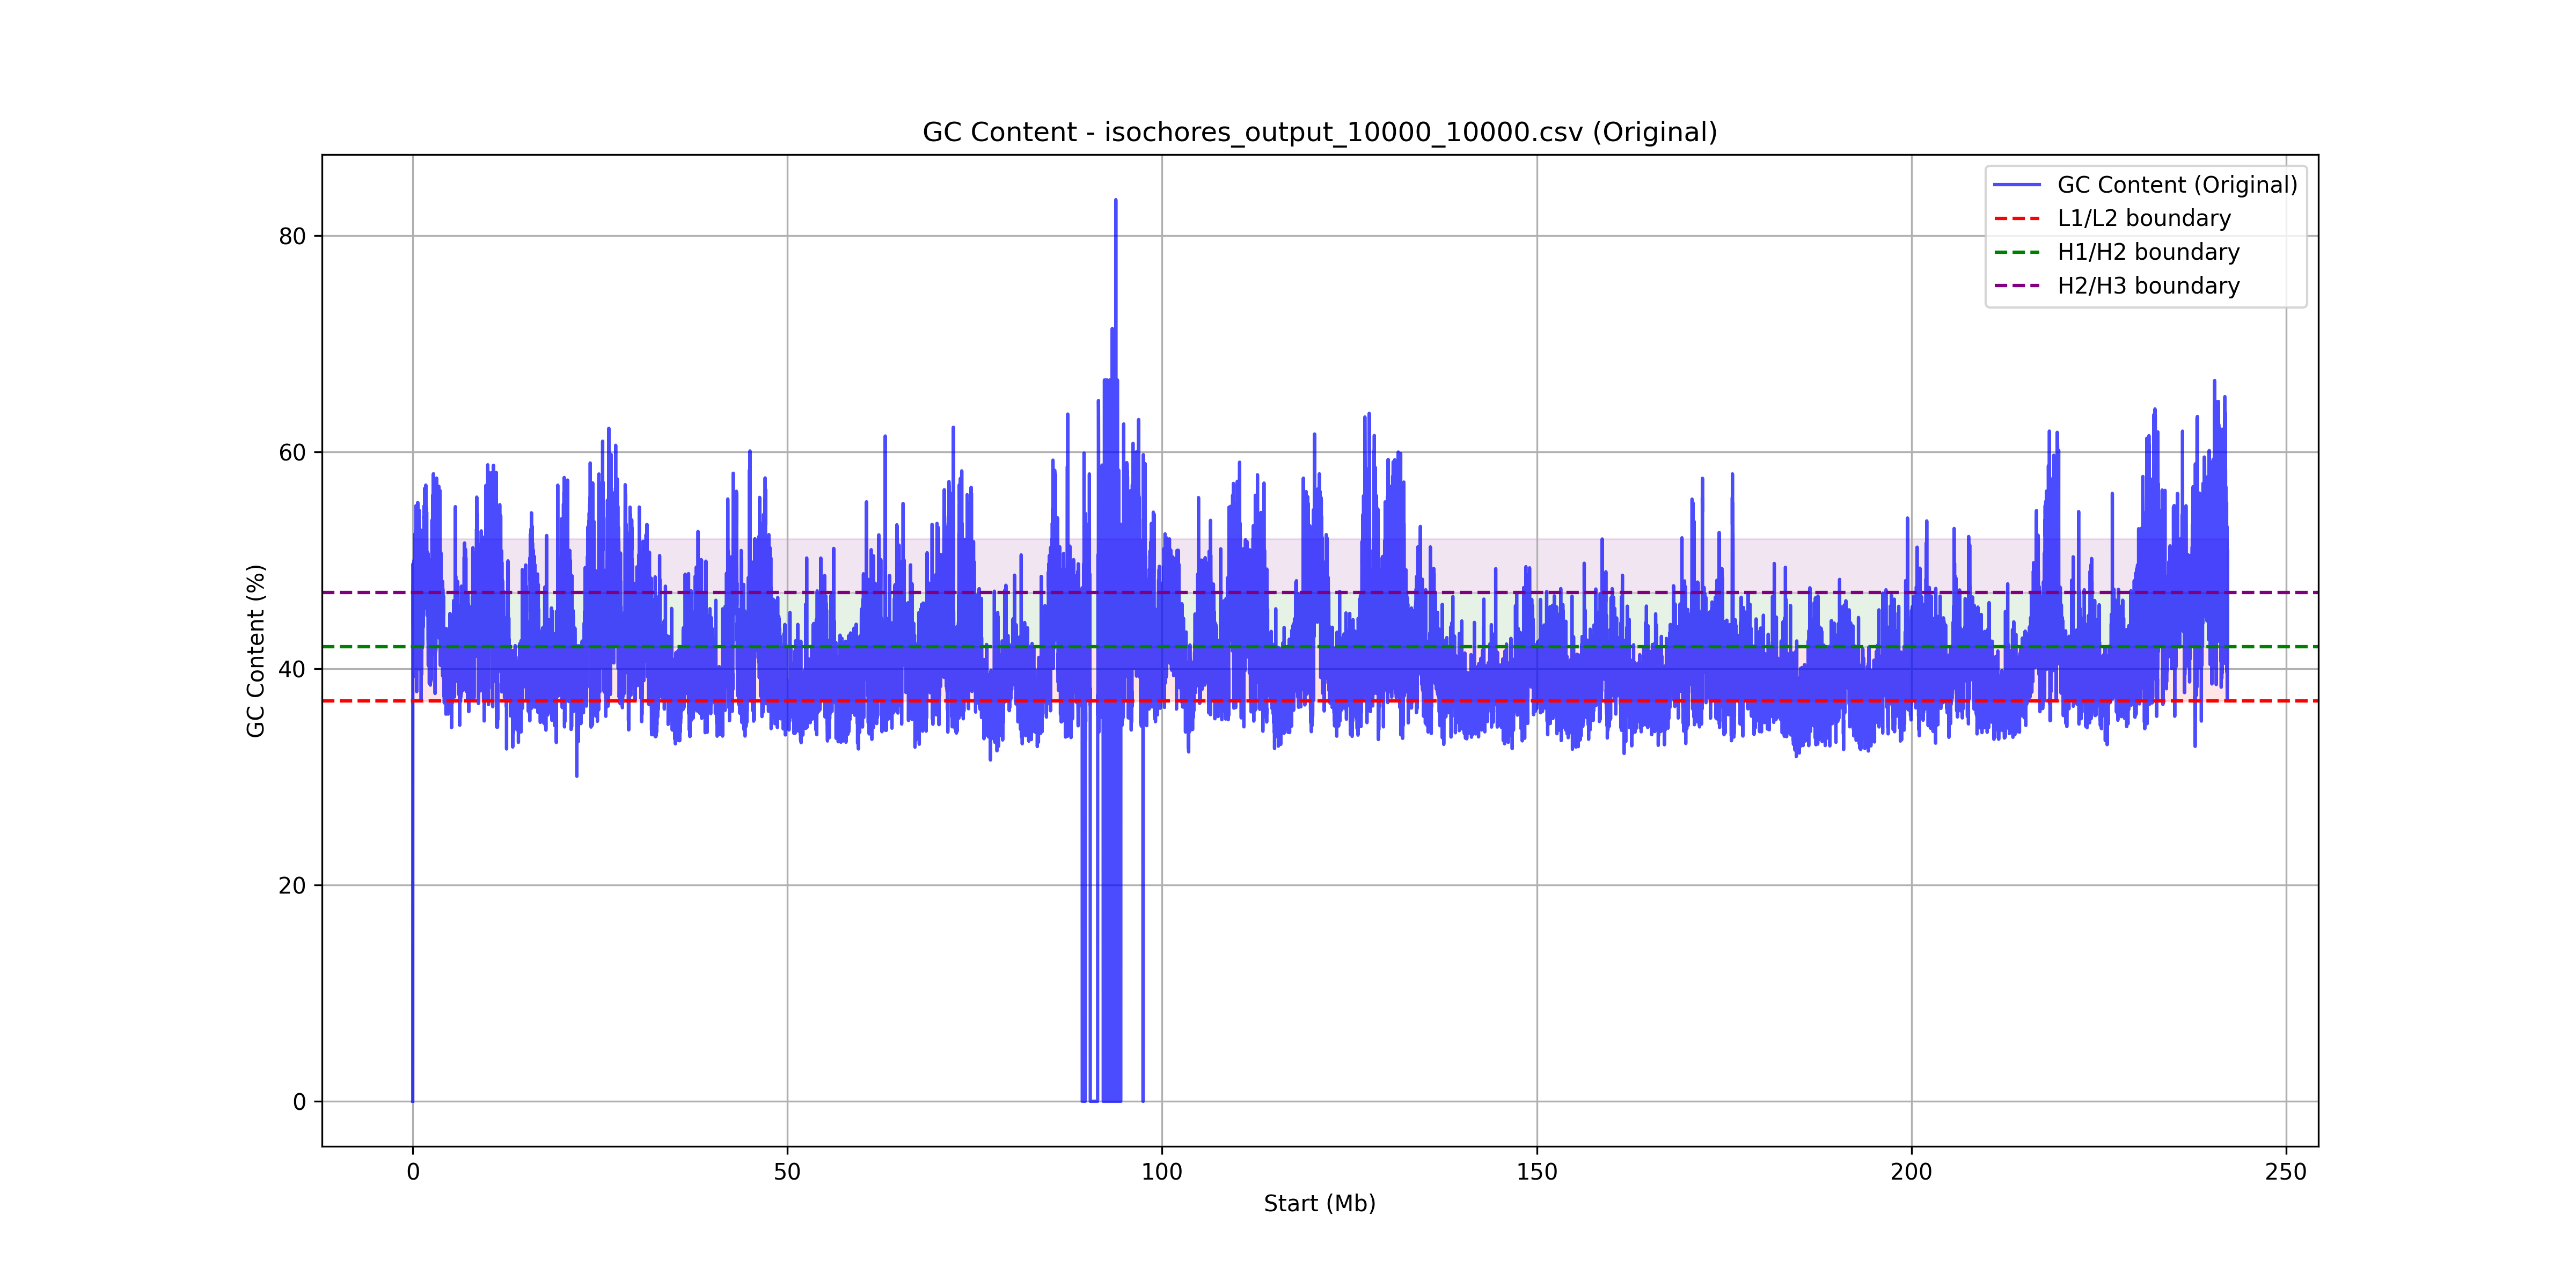 GC Content - isochores_output_10000_10000.csv (Original)
GC Content (Original)
L1/L2 boundary
H1/H2 boundary
H2/H3 boundary
GC Content (%)
80
60
40
20
0
0 50 100 150 200 250
Start (Mb)